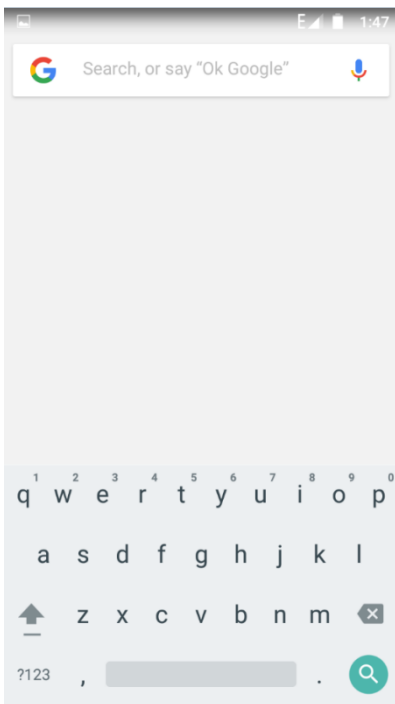 E 1:47
G Search, or say “Ok Google”
1 2 3 4 5 6 7 8 9 0
q w e r t y u i o p
a s d f g h j k l
z x c v b n m
?123 , .